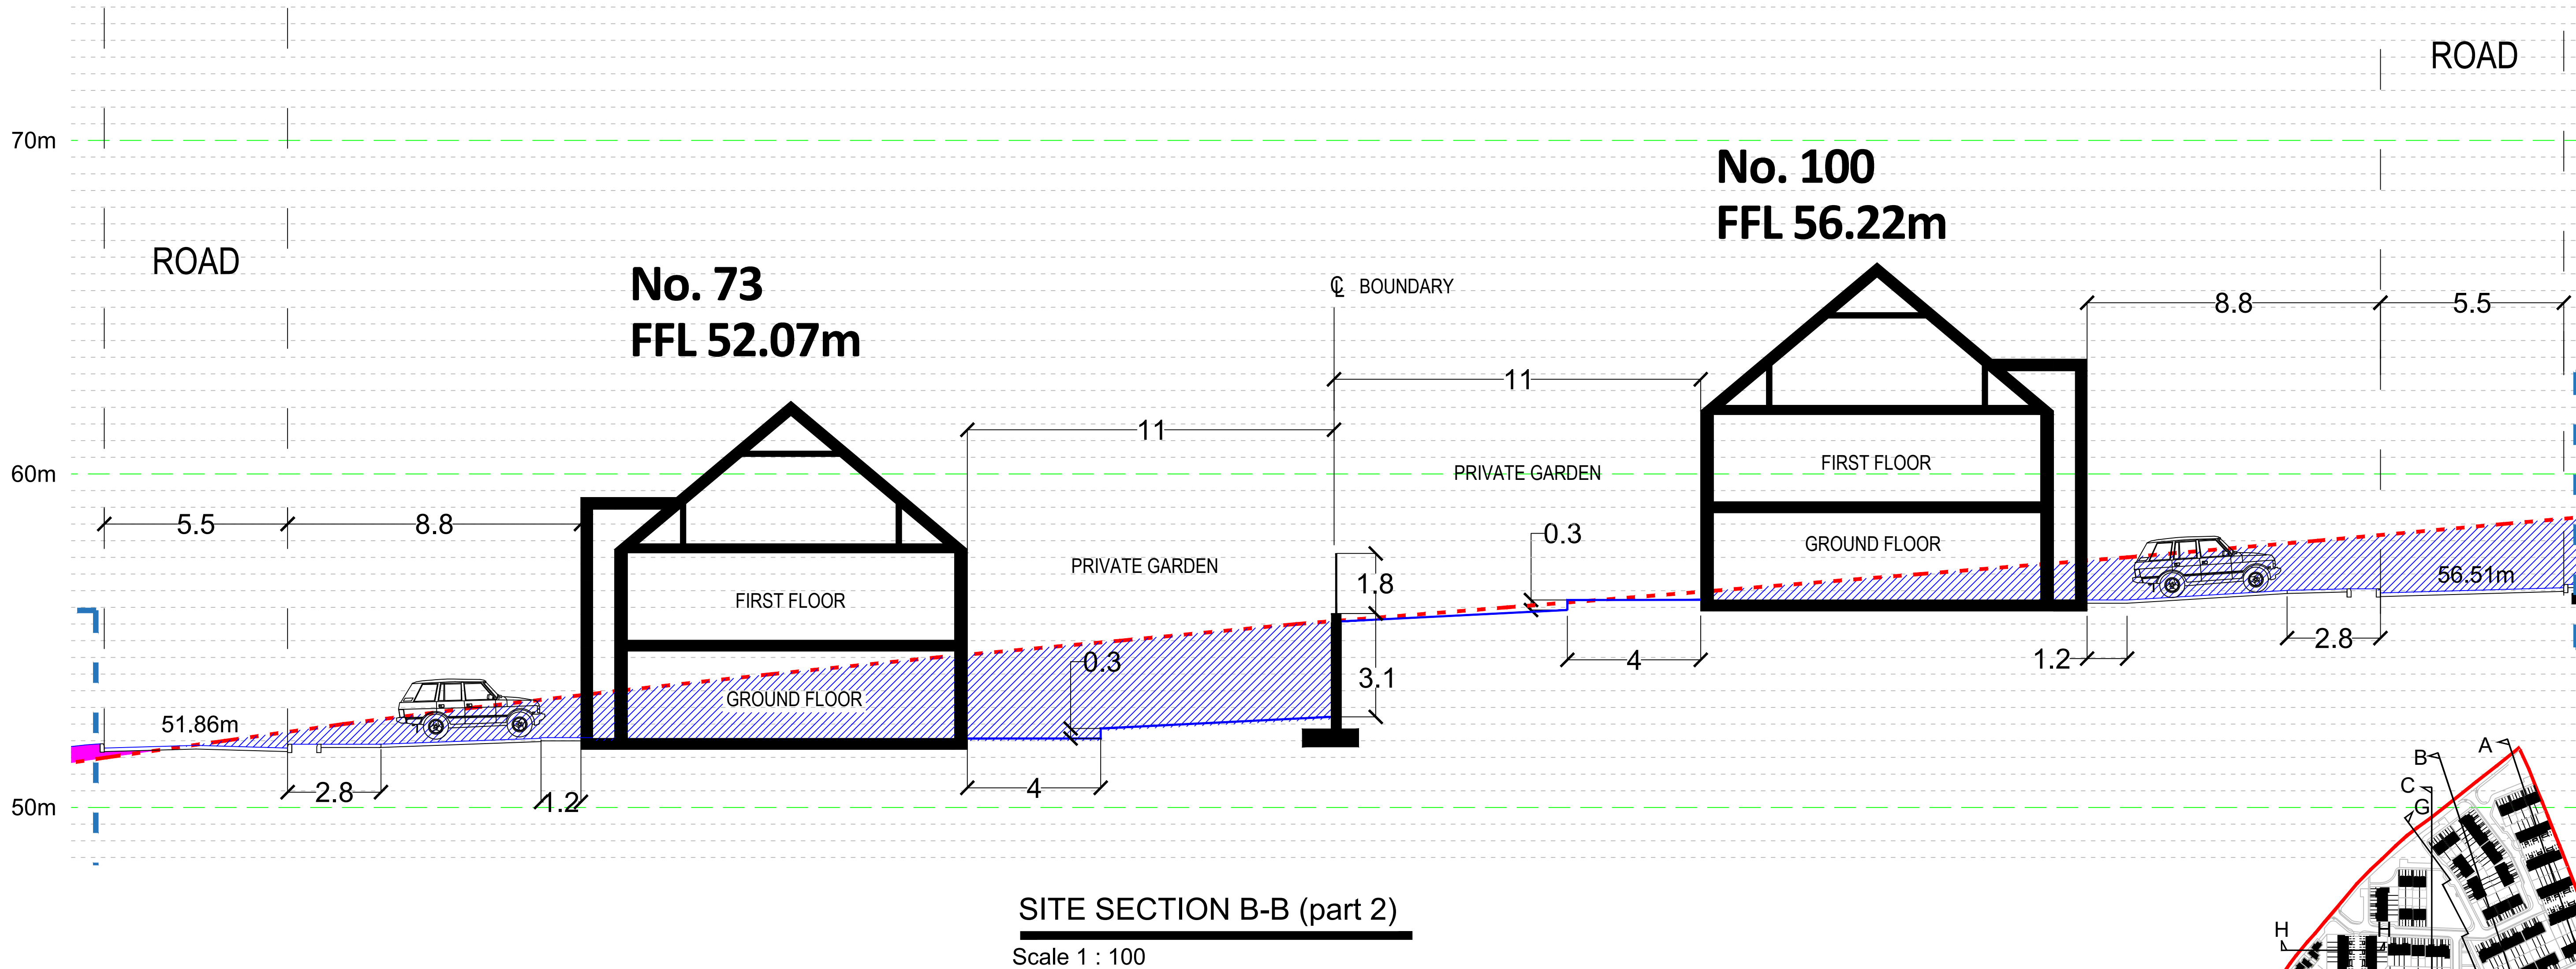 ROAD
70m
No. 100
FFL 56.22m
ROAD
No. 73
FFL 52.07m
℄ BOUNDARY
8.8
5.5
11
11
60m
FIRST FLOOR
PRIVATE GARDEN
5.5
8.8
0.3
GROUND FLOOR
PRIVATE GARDEN
1.8
56.51m
FIRST FLOOR
2.8
0.3
4
1.2
3.1
GROUND FLOOR
51.86m
2.8
1.2
4
50m
A
B
C
G
H
H
SITE SECTION B-B (part 2)
Scale 1 : 100